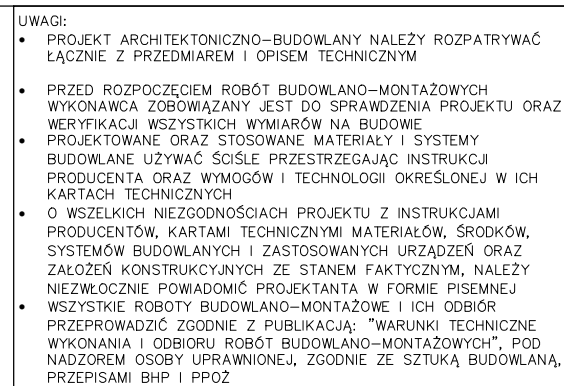 UWAGI:
• PROJEKT ARCHITEKTONICZNO–BUDOWLANY NALEŻY ROZPATRYWAĆ
ŁĄCZNIE Z PRZEDMIAREM I OPISEM TECHNICZNYM
• PRZED ROZPOCZĘCIEM ROBÓT BUDOWLANO–MONTAŻOWYCH
WYKONAWCA ZOBOWIĄZANY JEST DO SPRAWDZENIA PROJEKTU ORAZ
WERYFIKACJI WSZYSTKICH WYMIARÓW NA BUDOWIE
• PROJEKTOWANE ORAZ STOSOWANE MATERIAŁY I SYSTEMY
BUDOWLANE UŻYWAĆ ŚCIŚLE PRZESTRZEGAJĄC INSTRUKCJI
PRODUCENTA ORAZ WYMOGÓW I TECHNOLOGII OKREŚLONEJ W ICH
KARTACH TECHNICZNYCH
• O WSZELKICH NIEZGODNOŚCIACH PROJEKTU Z INSTRUKCJAMI
PRODUCENTÓW, KARTAMI TECHNICZNYMI MATERIAŁÓW, ŚRODKÓW,
SYSTEMÓW BUDOWLANYCH I ZASTOSOWANYCH URZĄDZEŃ ORAZ
ZAŁOŻEŃ KONSTRUKCYJNYCH ZE STANEM FAKTYCZNYM, NALEŻY
NIEZWŁOCZNIE POWIADOMIĆ PROJEKTANTA W FORMIE PISEMNEJ
• WSZYSTKIE ROBOTY BUDOWLANO–MONTAŻOWE I ICH ODBIÓR
PRZEPROWADZIĆ ZGODNIE Z PUBLIKACJĄ: "WARUNKI TECHNICZNE
WYKONANIA I ODBIORU ROBÓT BUDOWLANO–MONTAŻOWYCH", POD
NADZOREM OSOBY UPRAWNIONEJ, ZGODNIE ZE SZTUKĄ BUDOWLANĄ,
PRZEPISAMI BHP I PPOŻ